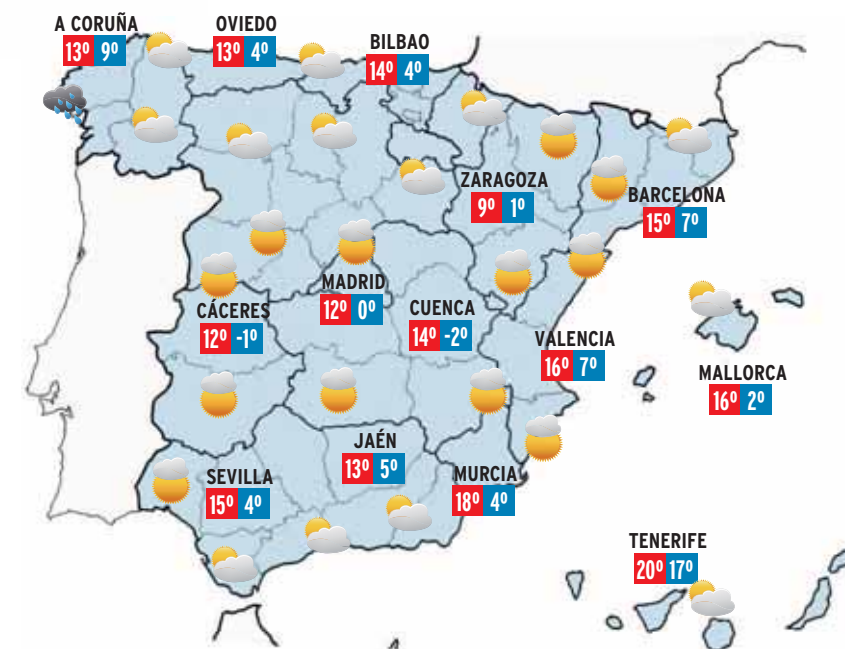 A CORUÑA
13º 9º
OVIEDO
13º 4º
BILBAO
14º 4º
ZARAGOZA
9º 1º
BARCELONA
15º 7º
MADRID
12º 0º
CÁCERES
12º -1º
CUENCA
14º -2º
VALENCIA
16º 7º
MALLORCA
16º 2º
JAÉN
13º 5º
SEVILLA
15º 4º
MURCIA
18º 4º
TENERIFE
20º 17º